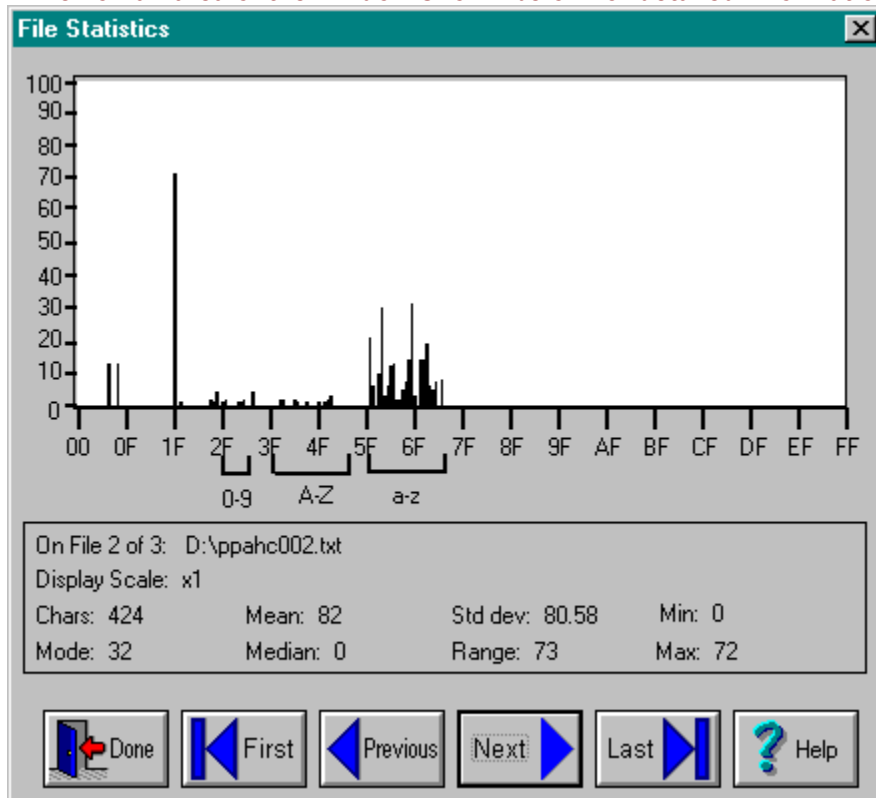 File Statistics
100
90
80
70
60
50
40
30
20
10
0
00 0F 1F 2F 3F 4F 5F 6F 7F 8F 9F AF BF CF DF EF FF
0-9 A-Z a-z
On File 2 of 3: D:\ppahc002.txt
Display Scale: x1
Chars: 424 Mean: 82 Std dev: 80.58 Min: 0
Mode: 32 Median: 0 Range: 73 Max: 72
Done First Previous Next Last Help